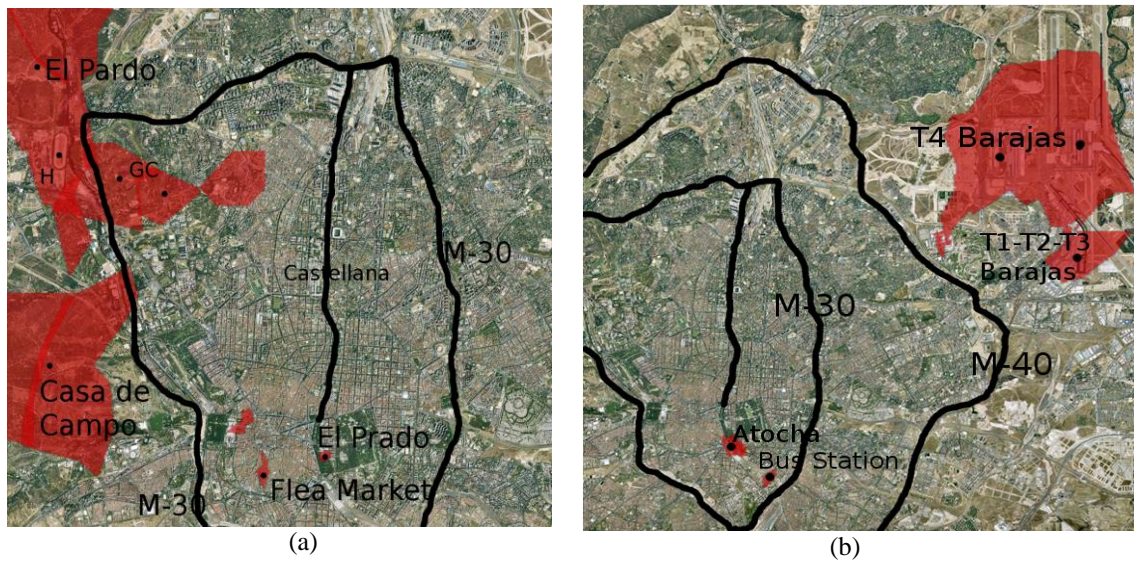 El Pardo
H
GC
M-30
Castellana
Casa de
Campo
El Prado
Flea Market
M-30
(a)
T4 Barajas
T1-T2-T3
Barajas
M-30
M-40
Atocha
Bus Station
(b)